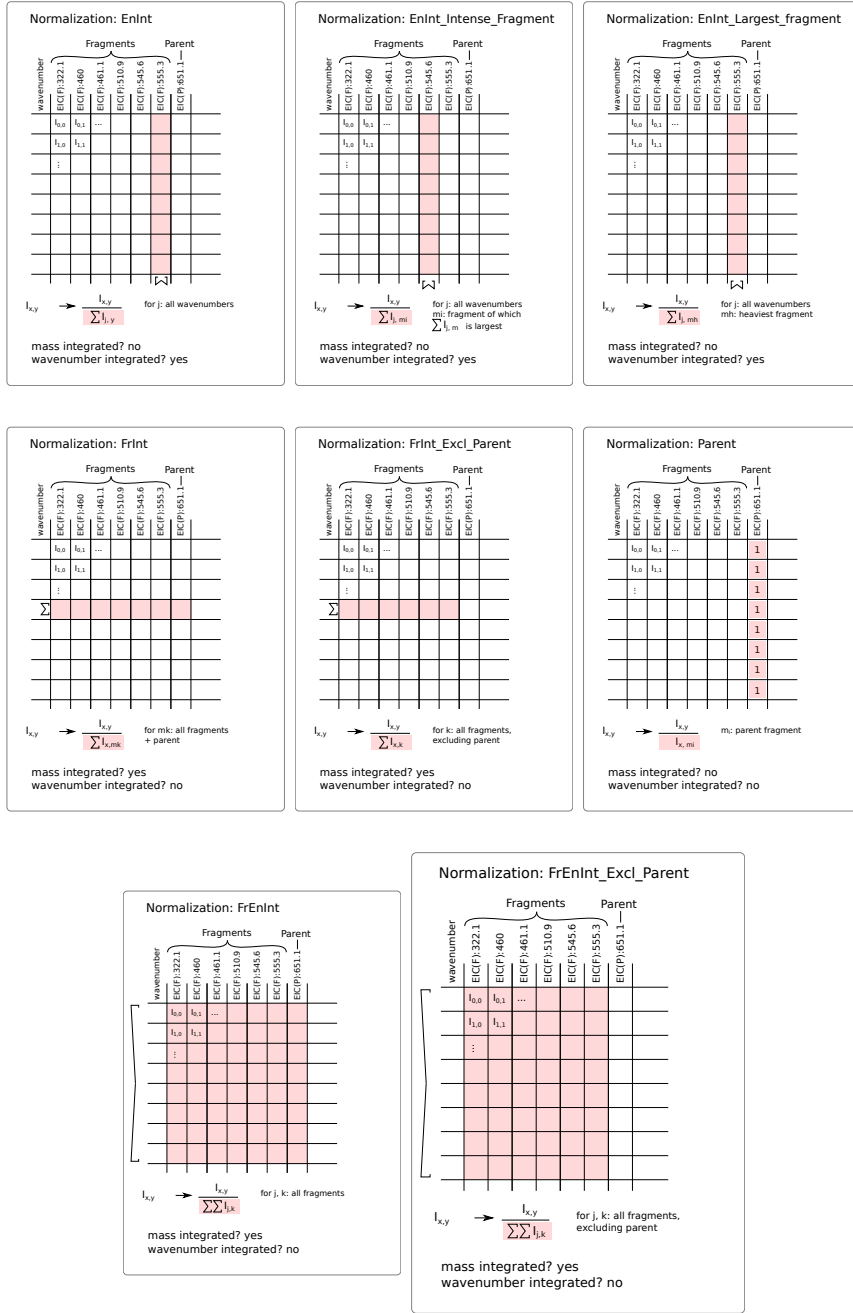 Normalization: EnInt
Fragments Parent
wavenumber
EIC(F):322.1
EIC(F):460
EIC(F):461.1
EIC(F):510.9
EIC(F):545.6
EIC(F):555.3
EIC(P):651.1
I0,0 I0,1 ...
I1,0 I1,1
⋮
Σ
Ix,y → Ix,y / ∑ Ij, y for j: all wavenumbers
mass integrated? no
wavenumber integrated? yes
Normalization: EnInt_Intense_Fragment
Fragments Parent
wavenumber
EIC(F):322.1
EIC(F):460
EIC(F):461.1
EIC(F):510.9
EIC(F):545.6
EIC(F):555.3
EIC(P):651.1
I0,0 I0,1 ...
I1,0 I1,1
⋮
Σ
Ix,y → Ix,y / ∑ Ij, mi for j: all wavenumbers
mi: fragment of which
∑ Ij, m is largest
mass integrated? no
wavenumber integrated? yes
Normalization: EnInt_Largest_fragment
Fragments Parent
wavenumber
EIC(F):322.1
EIC(F):460
EIC(F):461.1
EIC(F):510.9
EIC(F):545.6
EIC(F):555.3
EIC(P):651.1
I0,0 I0,1 ...
I1,0 I1,1
⋮
Σ
Ix,y → Ix,y / ∑ Ij, mh for j: all wavenumbers
mh: heaviest fragment
mass integrated? no
wavenumber integrated? yes
Normalization: FrInt
Fragments Parent
wavenumber
EIC(F):322.1
EIC(F):460
EIC(F):461.1
EIC(F):510.9
EIC(F):545.6
EIC(F):555.3
EIC(P):651.1
I0,0 I0,1 ...
I1,0 I1,1
⋮
Σ
Ix,y → Ix,y / ∑ Ix,mk for mk: all fragments
+ parent
mass integrated? yes
wavenumber integrated? no
Normalization: FrInt_Excl_Parent
Fragments Parent
wavenumber
EIC(F):322.1
EIC(F):460
EIC(F):461.1
EIC(F):510.9
EIC(F):545.6
EIC(F):555.3
EIC(P):651.1
I0,0 I0,1 ...
I1,0 I1,1
⋮
Σ
Ix,y → Ix,y / ∑ Ix,k for k: all fragments,
excluding parent
mass integrated? yes
wavenumber integrated? no
Normalization: Parent
Fragments Parent
wavenumber
EIC(F):322.1
EIC(F):460
EIC(F):461.1
EIC(F):510.9
EIC(F):545.6
EIC(F):555.3
EIC(P):651.1
I0,0 I0,1 ... 1
I1,0 I1,1 1
⋮ 1
1
1
1
1
1
Ix,y → Ix,y / Ix, mi mi: parent fragment
mass integrated? no
wavenumber integrated? no
Normalization: FrEnInt
Fragments Parent
wavenumber
EIC(F):322.1
EIC(F):460
EIC(F):461.1
EIC(F):510.9
EIC(F):545.6
EIC(F):555.3
EIC(P):651.1
I0,0 I0,1 ...
I1,0 I1,1
⋮
Ix,y → Ix,y / ∑∑ Ij,k for j, k: all fragments
mass integrated? yes
wavenumber integrated? no
Normalization: FrEnInt_Excl_Parent
Fragments Parent
wavenumber
EIC(F):322.1
EIC(F):460
EIC(F):461.1
EIC(F):510.9
EIC(F):545.6
EIC(F):555.3
EIC(P):651.1
I0,0 I0,1 ...
I1,0 I1,1
⋮
Ix,y → Ix,y / ∑∑ Ij,k for j, k: all fragments,
excluding parent
mass integrated? yes
wavenumber integrated? no